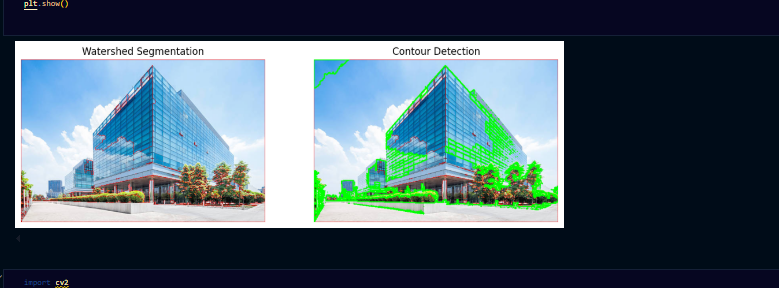 plt.show()
Watershed Segmentation
Contour Detection
import cv2